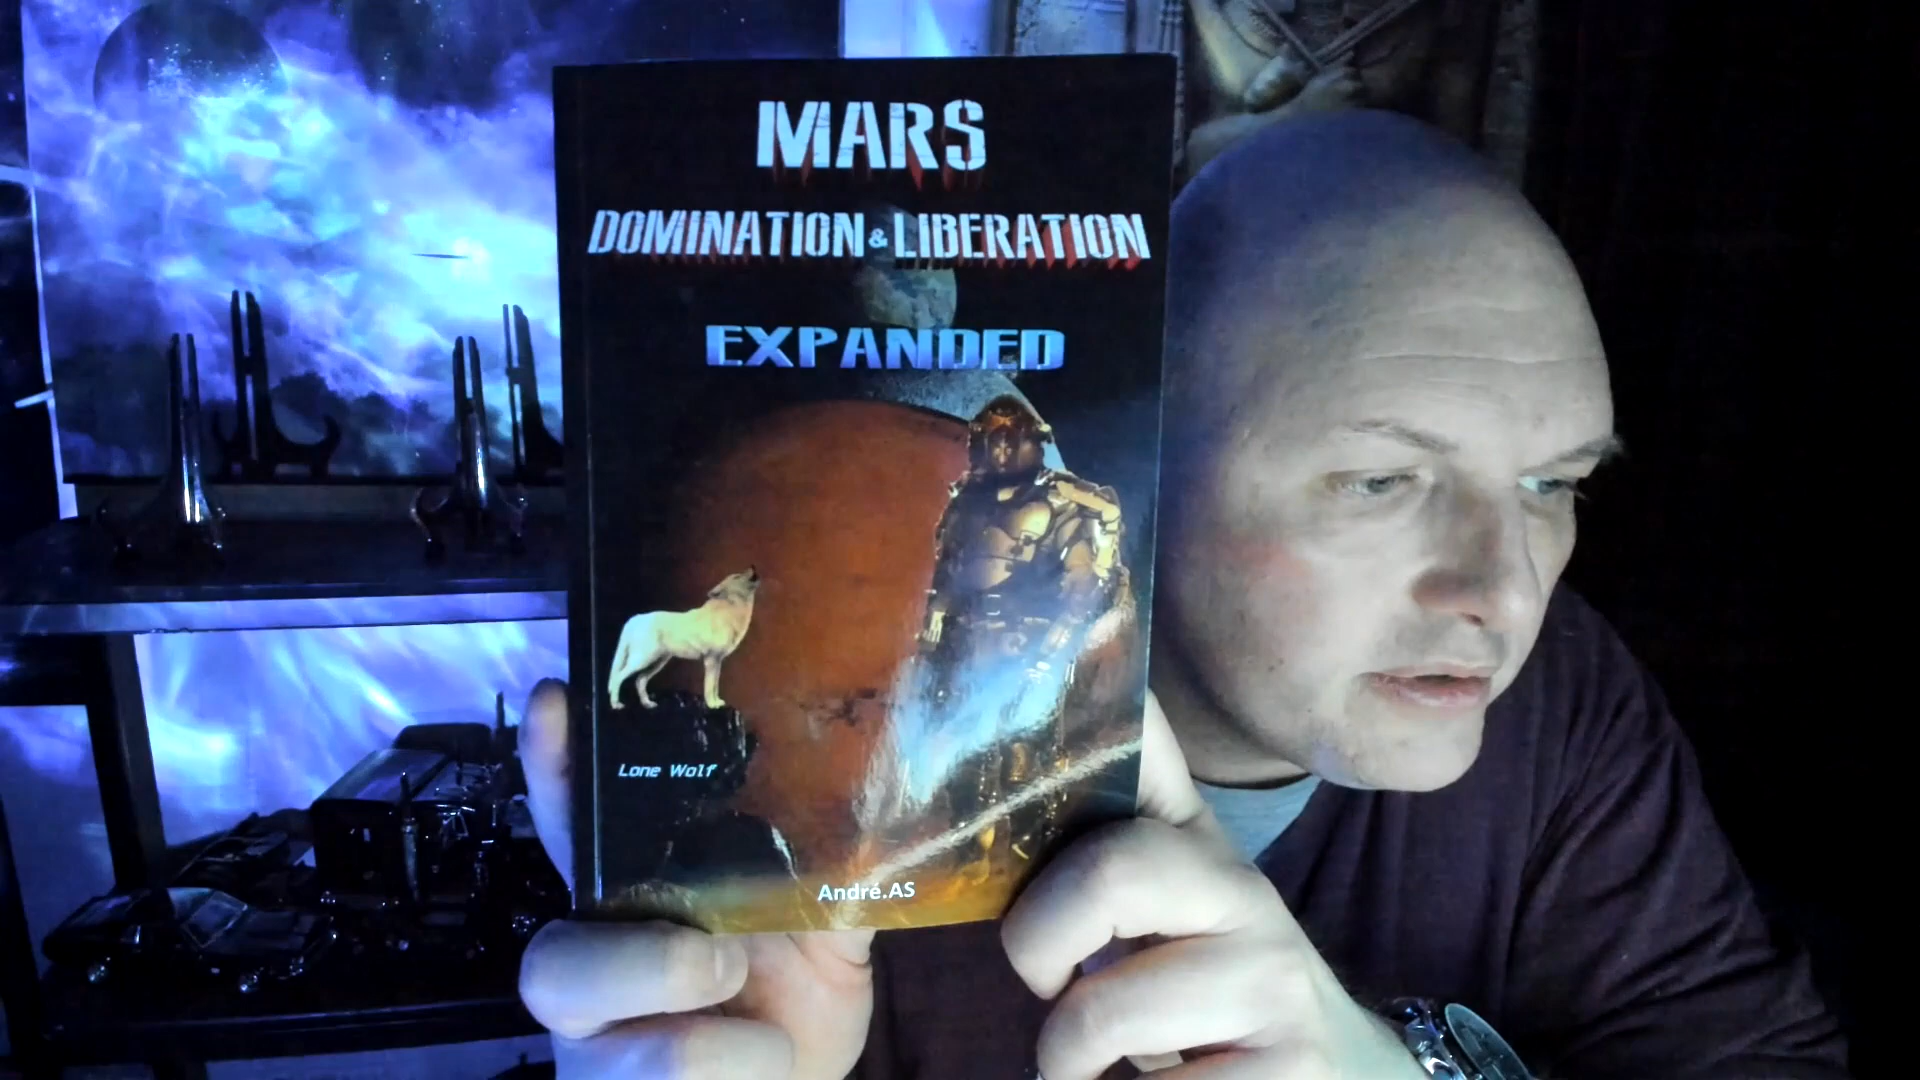 MARS
DOMINATION & LIBERATION
EXPANDED
Lone Wolf
André.AS